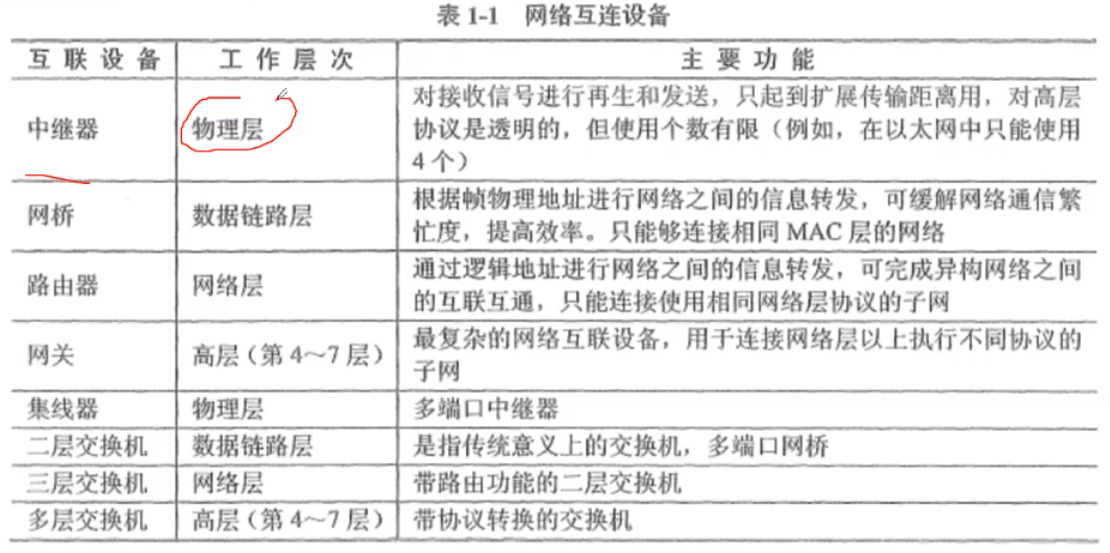 表 1-1 网络互连设备
互联设备 工作层次 主要功能
中继器 物理层 对接收信号进行再生和发送，只起到扩展传输距离用，对高层
协议是透明的，但使用个数有限（例如，在以太网中只能使用
4 个）
网桥 数据链路层 根据帧物理地址进行网络之间的信息转发，可缓解网络通信繁
忙度，提高效率。只能够连接相同 MAC 层的网络
路由器 网络层 通过逻辑地址进行网络之间的信息转发，可完成异构网络之间
的互联互通，只能连接使用相同网络层协议的子网
网关 高层（第 4～7 层） 最复杂的网络互联设备，用于连接网络层以上执行不同协议的
子网
集线器 物理层 多端口中继器
二层交换机 数据链路层 是指传统意义上的交换机，多端口网桥
三层交换机 网络层 带路由功能的二层交换机
多层交换机 高层（第 4～7 层） 带协议转换的交换机